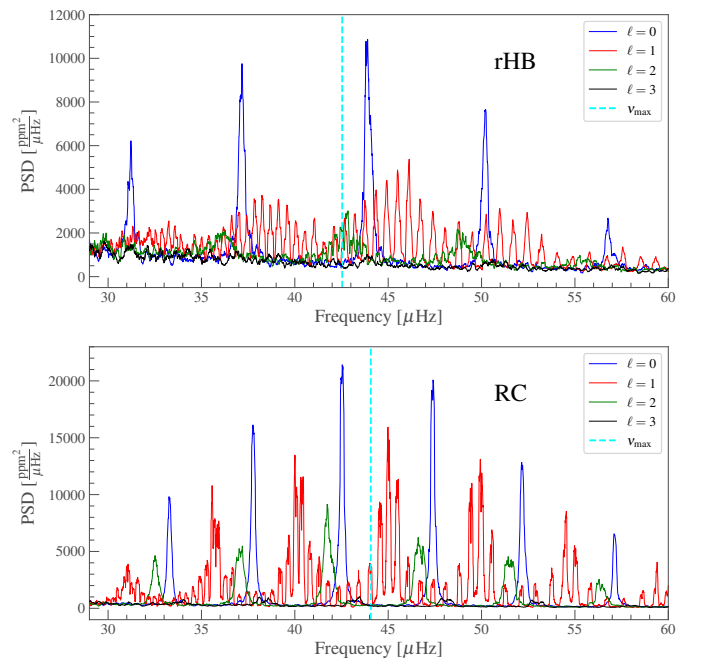 12000
10000
8000
6000
4000
2000
0
PSD [ppm²/μHz]
rHB
ℓ = 0
ℓ = 1
ℓ = 2
ℓ = 3
ν_max
30 35 40 45 50 55 60
Frequency [μHz]
20000
15000
10000
5000
0
PSD [ppm²/μHz]
RC
ℓ = 0
ℓ = 1
ℓ = 2
ℓ = 3
ν_max
30 35 40 45 50 55 60
Frequency [μHz]